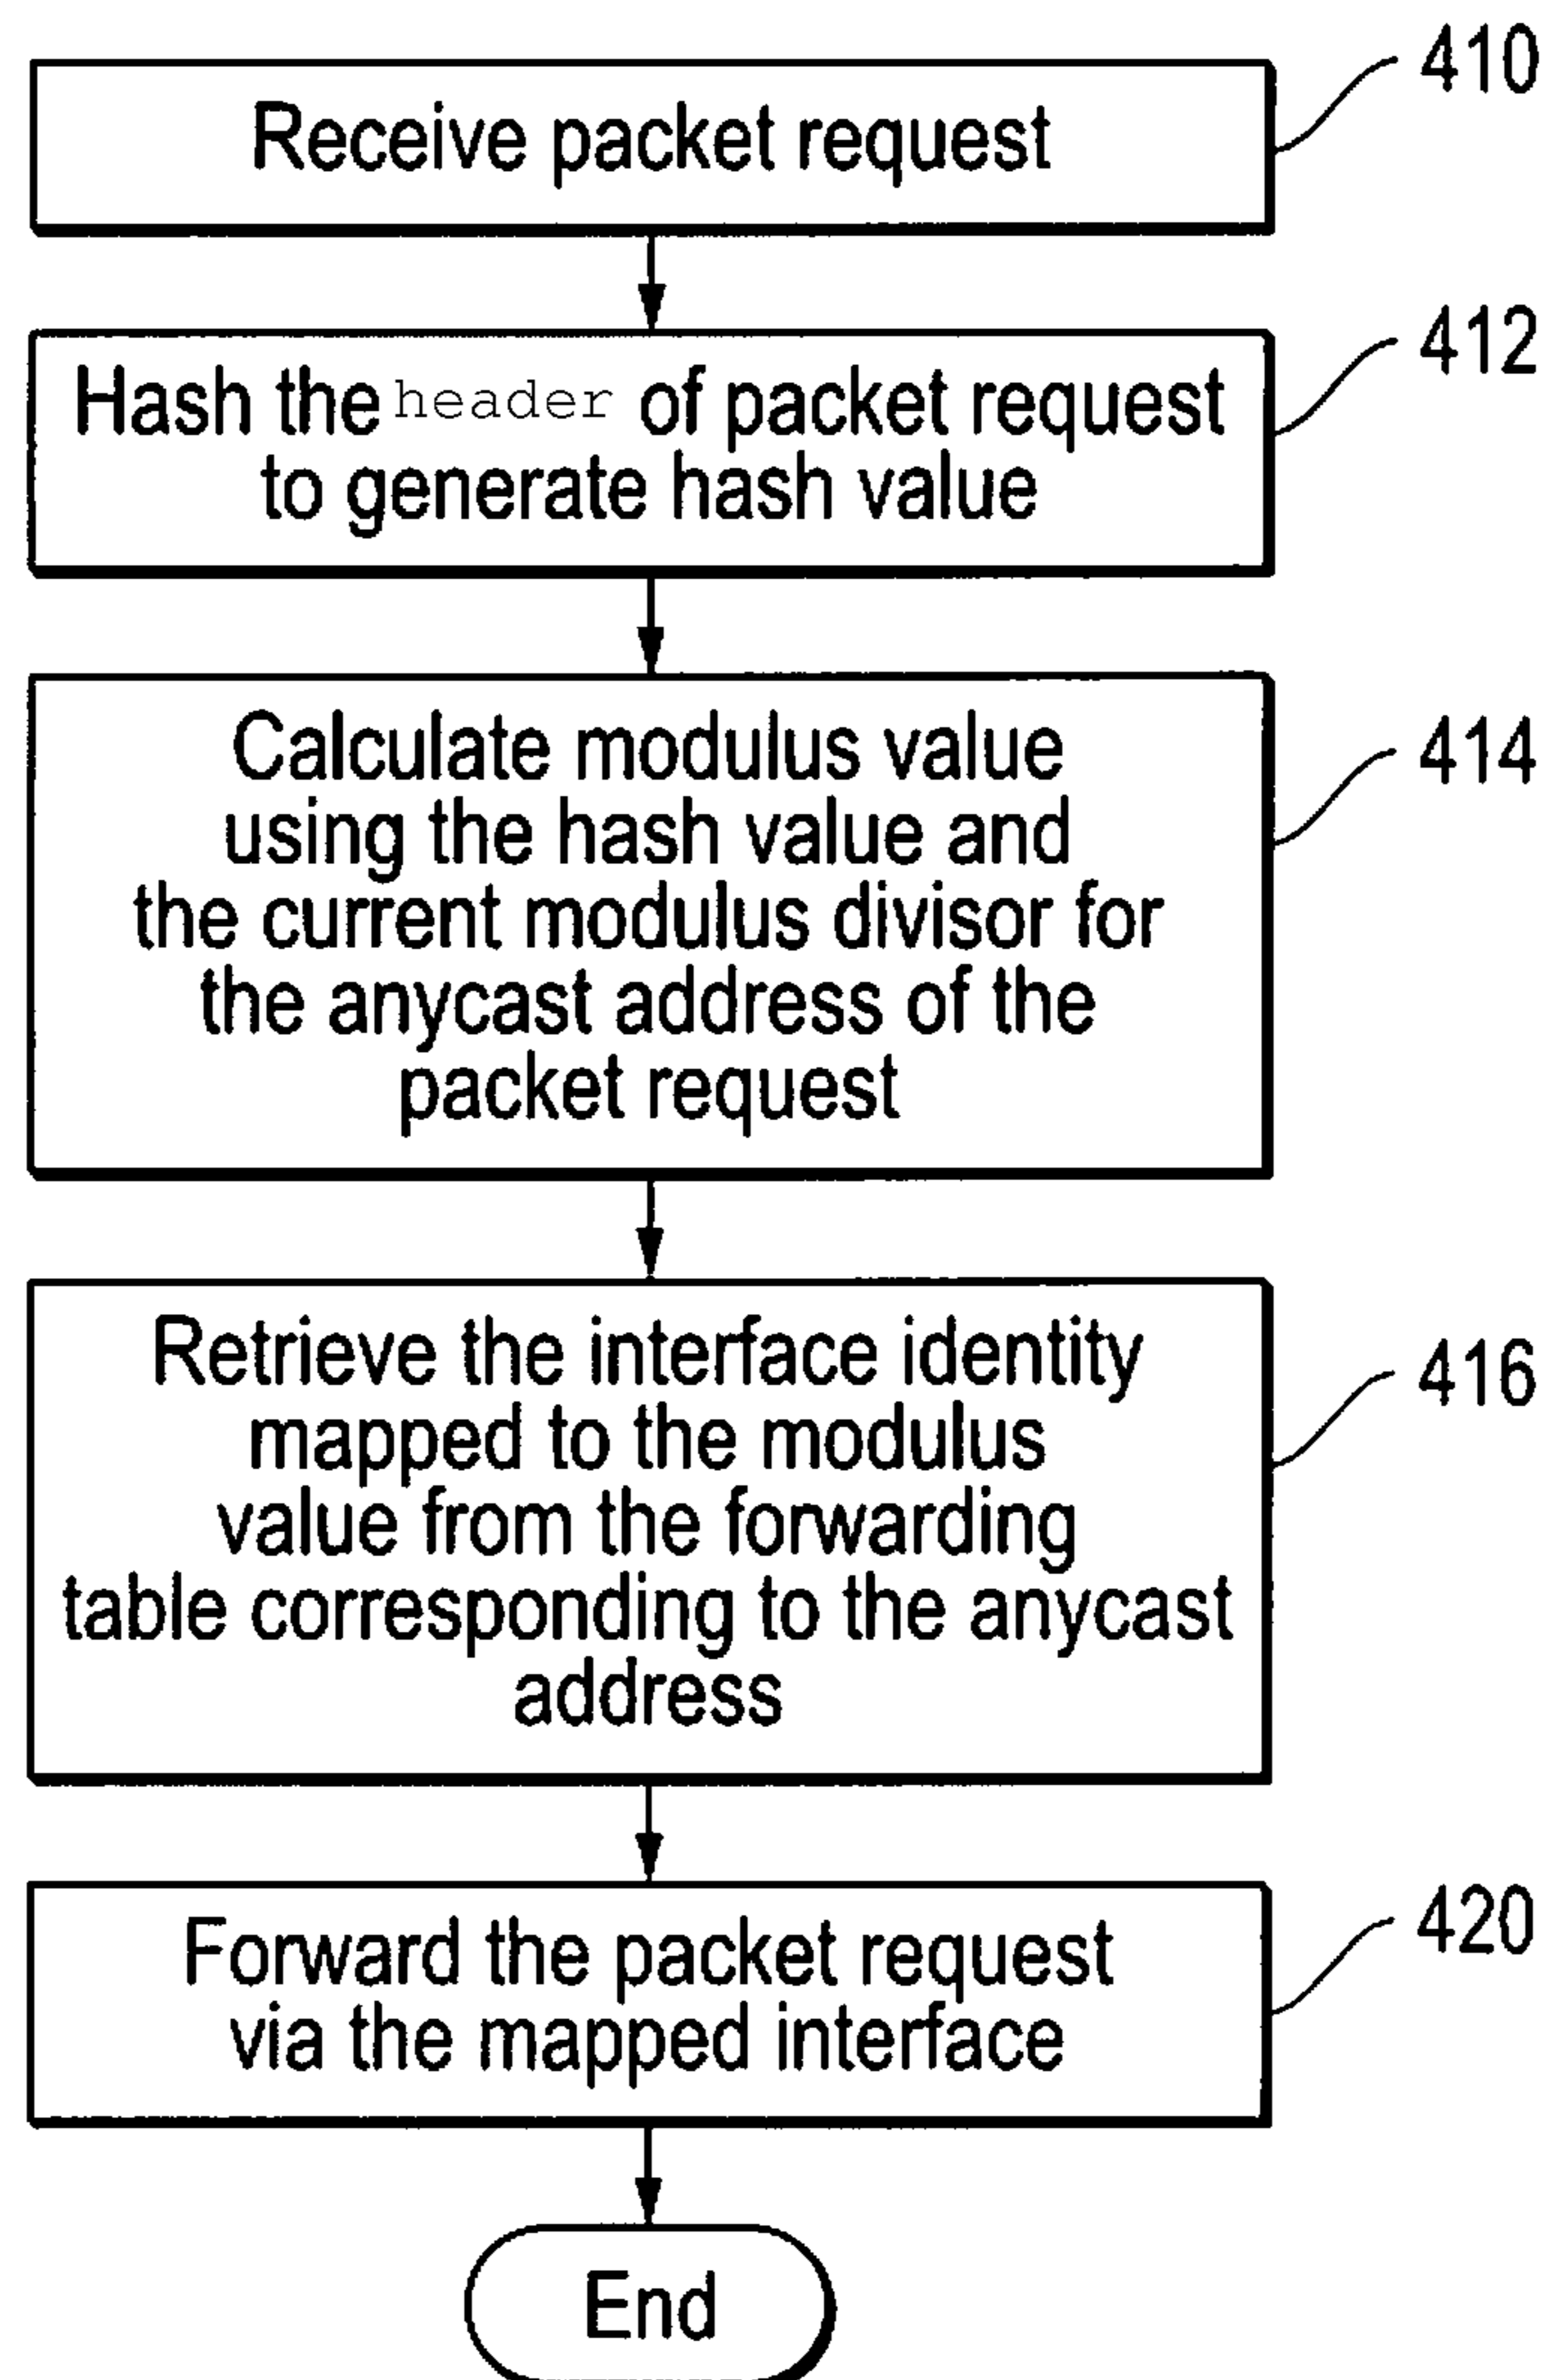 410
Receive packet request
412
Hash the header of packet request
to generate hash value
414
Calculate modulus value
using the hash value and
the current modulus divisor for
the anycast address of the
packet request
416
Retrieve the interface identity
mapped to the modulus
value from the forwarding
table corresponding to the anycast
address
420
Forward the packet request
via the mapped interface
End